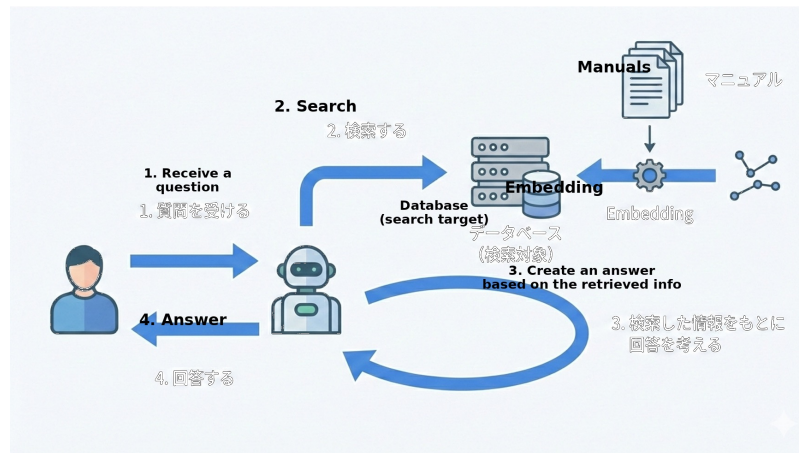 Manuals
マニュアル
2. Search
2. 検索する
1. Receive a
question
1. 質問を受ける
Embedding
Embedding
Database
(search target)
データベース
(検索対象)
3. Create an answer
based on the retrieved info
3. 検索した情報をもとに
回答を考える
4. Answer
4. 回答する